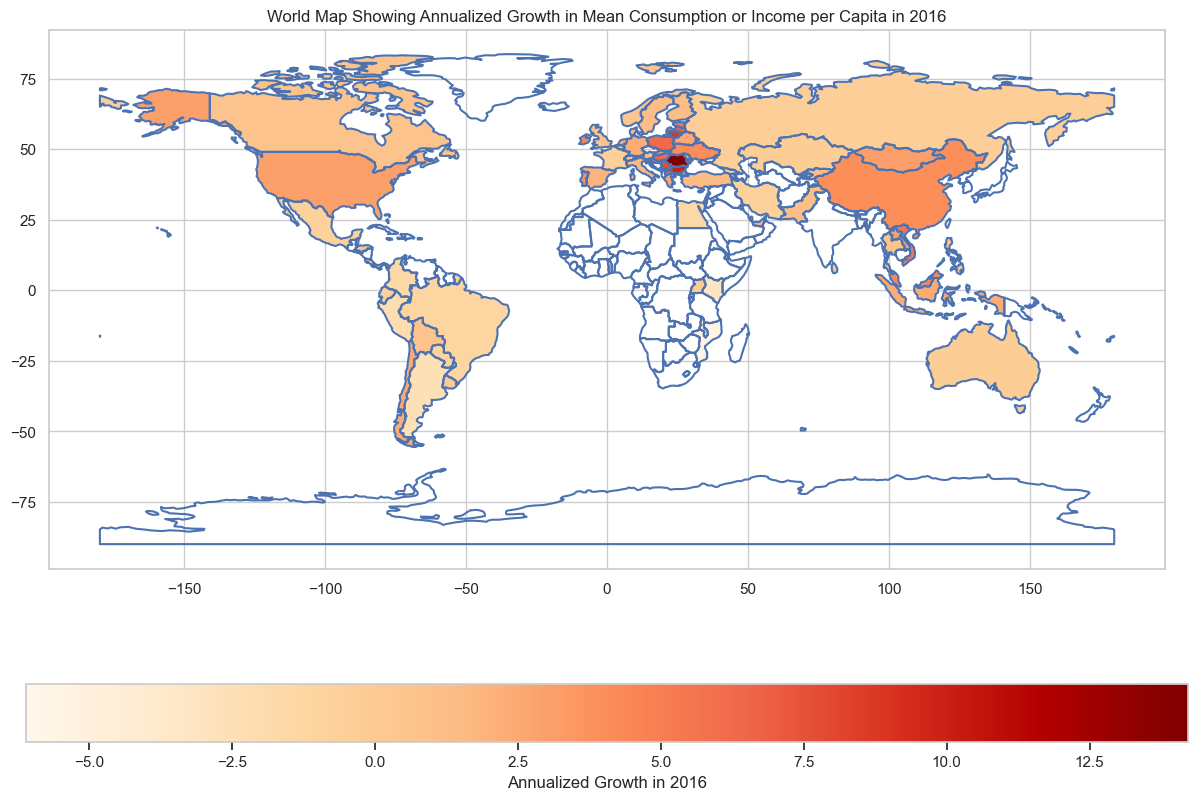 World Map Showing Annualized Growth in Mean Consumption or Income per Capita in 2016
75
50
25
0
−25
−50
−75
−150 −100 −50 0 50 100 150
−5.0 −2.5 0.0 2.5 5.0 7.5 10.0 12.5
Annualized Growth in 2016